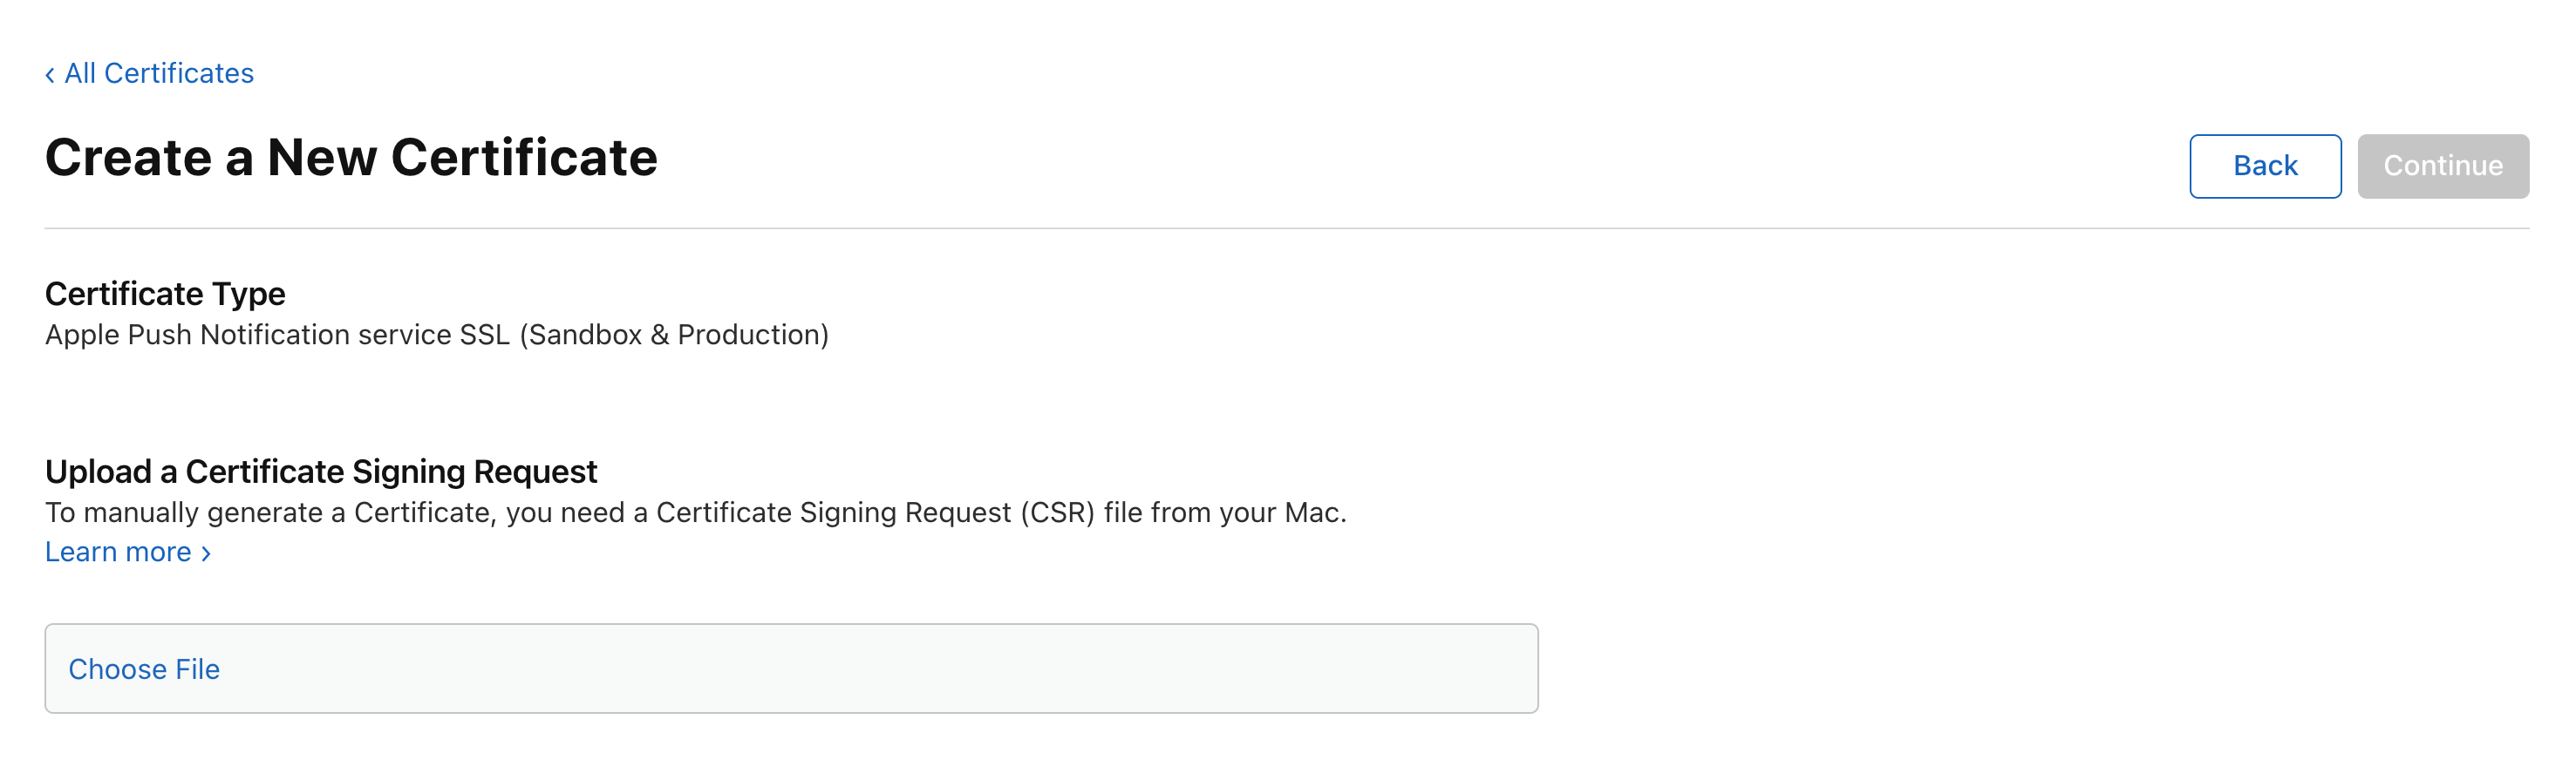 ‹ All Certificates
Create a New Certificate
Back
Continue
Certificate Type
Apple Push Notification service SSL (Sandbox & Production)
Upload a Certificate Signing Request
To manually generate a Certificate, you need a Certificate Signing Request (CSR) file from your Mac.
Learn more ›
Choose File